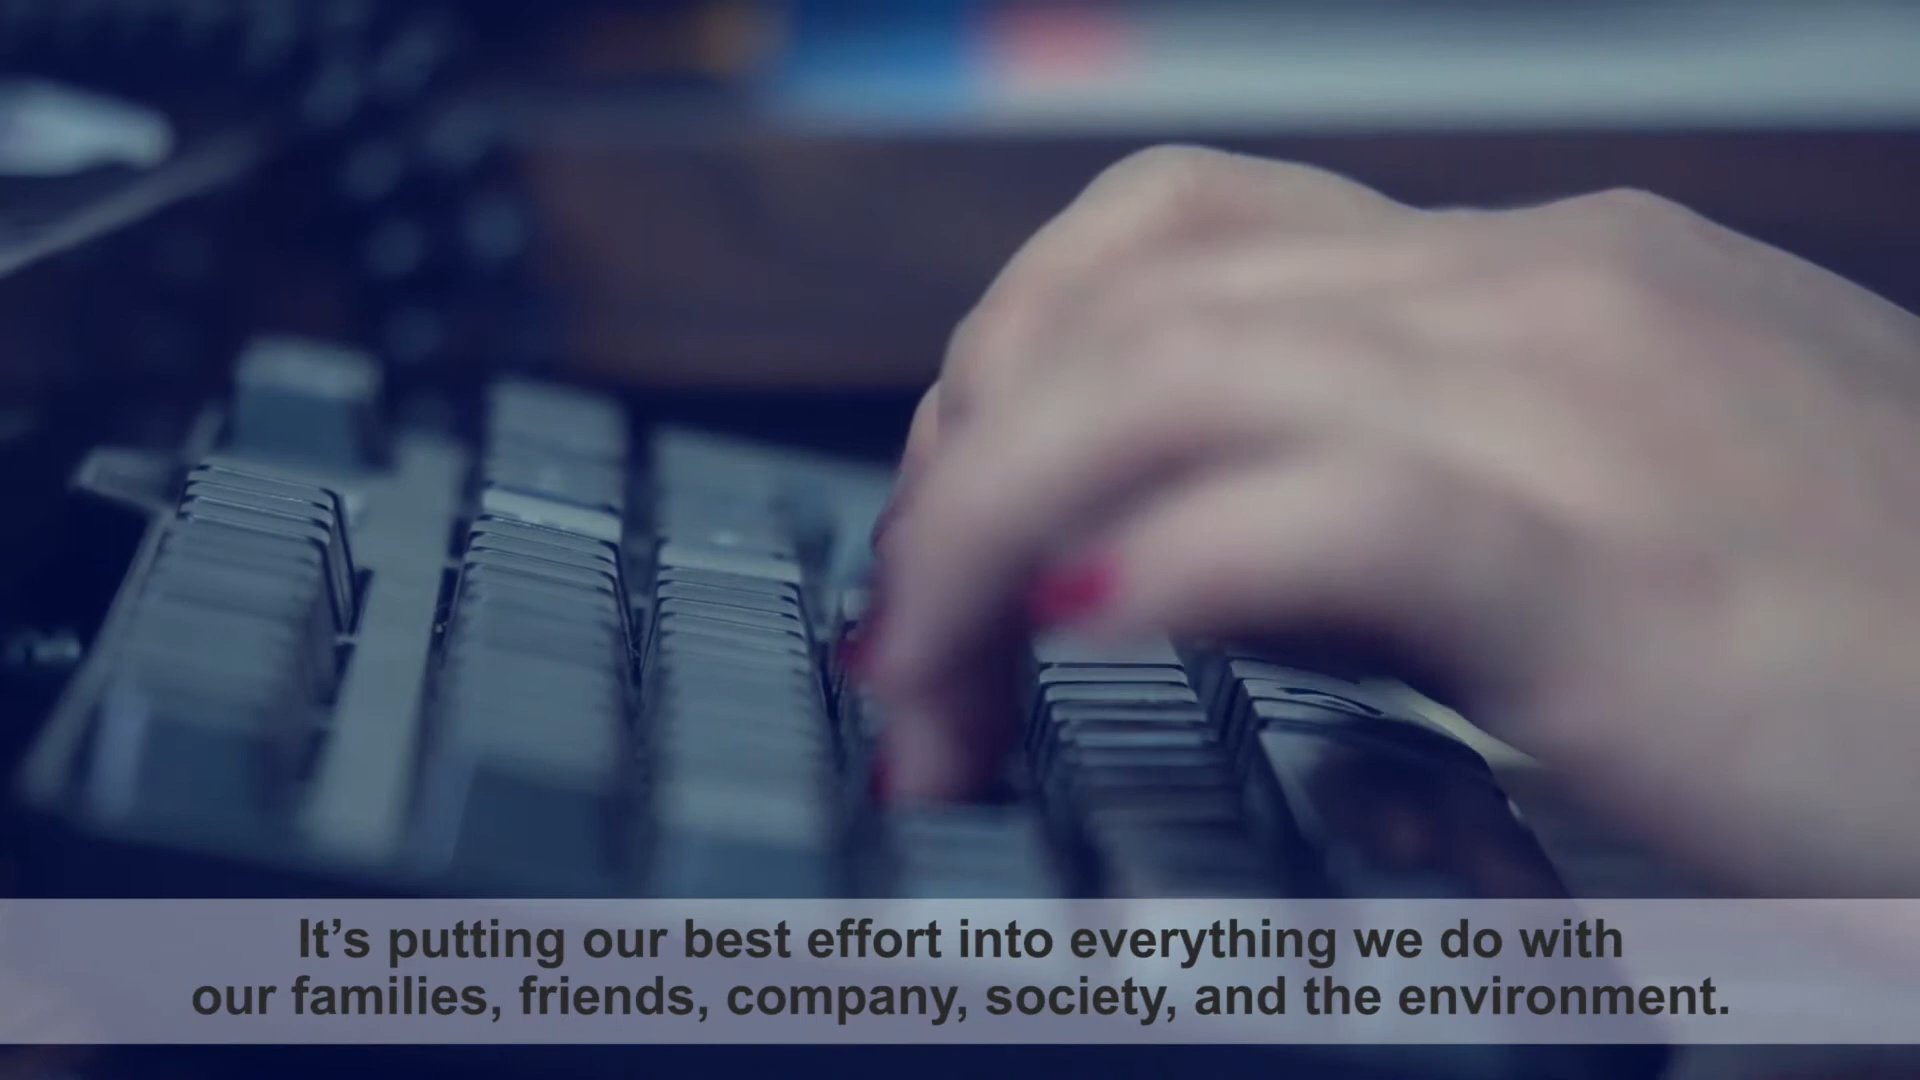 It’s putting our best effort into everything we do with
our families, friends, company, society, and the environment.